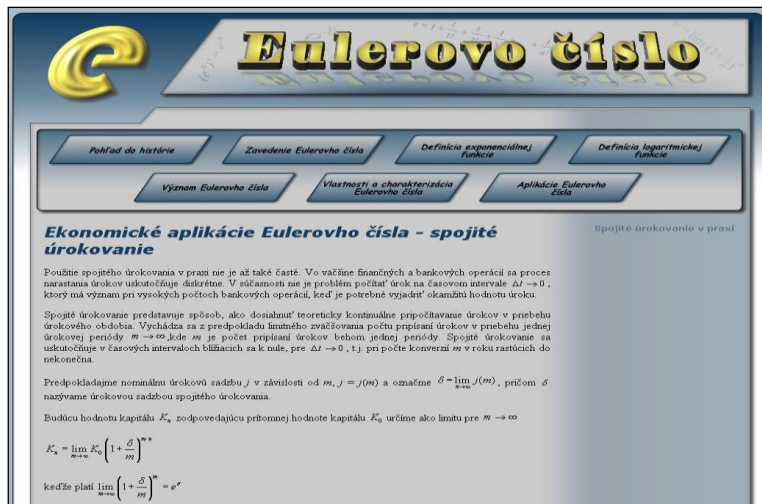 e
Eulerovo číslo
Pohľad do histórie
Zavedenie Eulerovho čísla
Definícia exponenciálnej
funkcie
Definícia logaritmickej
funkcie
Význam Eulerovho čísla
Vlastnosti a charakterizácia
Eulerovho čísla
Aplikácie Eulerovho
čísla
Ekonomické aplikácie Eulerovho čísla – spojité
úrokovanie
Spojité úrokovanie v praxi
Použitie spojitého úrokovania v praxi nie je až také časté. Vo väčšine finančných a bankových operácií sa proces
narastania úrokov uskutočňuje diskrétne. V súčasnosti nie je problém počítať úrok na časovom intervale Δt → 0 ,
ktorý má význam pri vysokých počtoch bankových operácií, keď je potrebné vyjadriť okamžitú hodnotu úroku.
Spojité úrokovanie predstavuje spôsob, ako dosiahnuť teoreticky kontinuálne pripočítavanie úrokov v priebehu
úrokového obdobia. Vychádza sa z predpokladu limitného zväčšovania počtu pripísaní úrokov v priebehu jednej
úrokovej periódy m → ∞ ,kde m je počet pripísaní úrokov behom jednej periódy. Spojité úrokovanie sa
uskutočňuje v časových intervaloch blížiacich sa k nule, pre Δt → 0 , t.j. pri počte konverzií m v roku rastúcich do
nekonečna.
Predpokladajme nominálnu úrokovú sadzbu j v závislosti od m, j = j(m) a označme δ = lim m→∞ j(m) , pričom δ
nazývame úrokovou sadzbou spojitého úrokovania.
Budúcu hodnotu kapitálu Kₙ zodpovedajúcu prítomnej hodnote kapitálu K₀ určíme ako limitu pre m → ∞
Kₙ = lim m→∞ K₀ (1 + δ/m)^{m·n}
keďže platí lim m→∞ (1 + δ/m)^m = e^δ